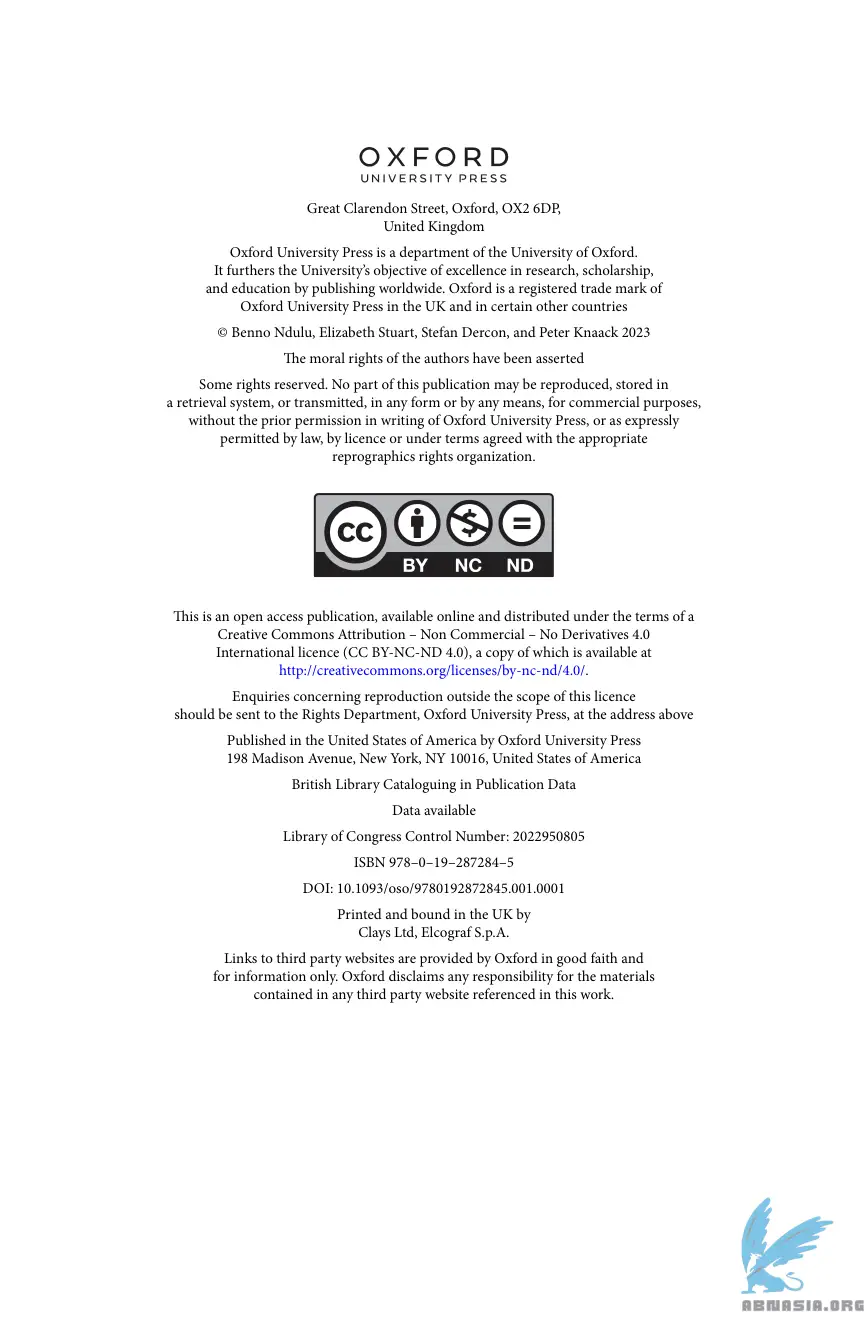 OXFORD
UNIVERSITY PRESS
Great Clarendon Street, Oxford, OX2 6DP,
United Kingdom
Oxford University Press is a department of the University of Oxford.
It furthers the University’s objective of excellence in research, scholarship,
and education by publishing worldwide. Oxford is a registered trade mark of
Oxford University Press in the UK and in certain other countries
© Benno Ndulu, Elizabeth Stuart, Stefan Dercon, and Peter Knaack 2023
The moral rights of the authors have been asserted
Some rights reserved. No part of this publication may be reproduced, stored in
a retrieval system, or transmitted, in any form or by any means, for commercial purposes,
without the prior permission in writing of Oxford University Press, or as expressly
permitted by law, by licence or under terms agreed with the appropriate
reprographics rights organization.
CC
BY NC ND
This is an open access publication, available online and distributed under the terms of a
Creative Commons Attribution – Non Commercial – No Derivatives 4.0
International licence (CC BY-NC-ND 4.0), a copy of which is available at
http://creativecommons.org/licenses/by-nc-nd/4.0/.
Enquiries concerning reproduction outside the scope of this licence
should be sent to the Rights Department, Oxford University Press, at the address above
Published in the United States of America by Oxford University Press
198 Madison Avenue, New York, NY 10016, United States of America
British Library Cataloguing in Publication Data
Data available
Library of Congress Control Number: 2022950805
ISBN 978–0–19–287284–5
DOI: 10.1093/oso/9780192872845.001.0001
Printed and bound in the UK by
Clays Ltd, Elcograf S.p.A.
Links to third party websites are provided by Oxford in good faith and
for information only. Oxford disclaims any responsibility for the materials
contained in any third party website referenced in this work.
ABNASIA.ORG